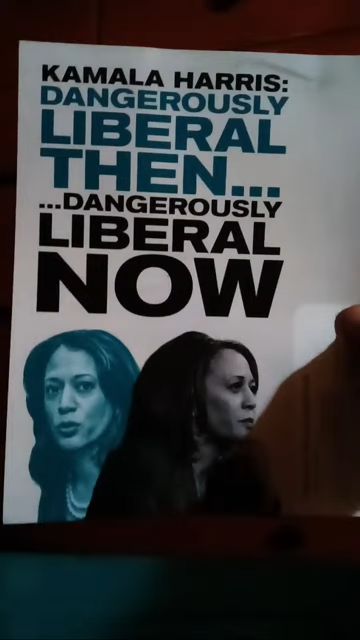 KAMALA HARRIS:
DANGEROUSLY
LIBERAL
THEN...
...DANGEROUSLY
LIBERAL
NOW